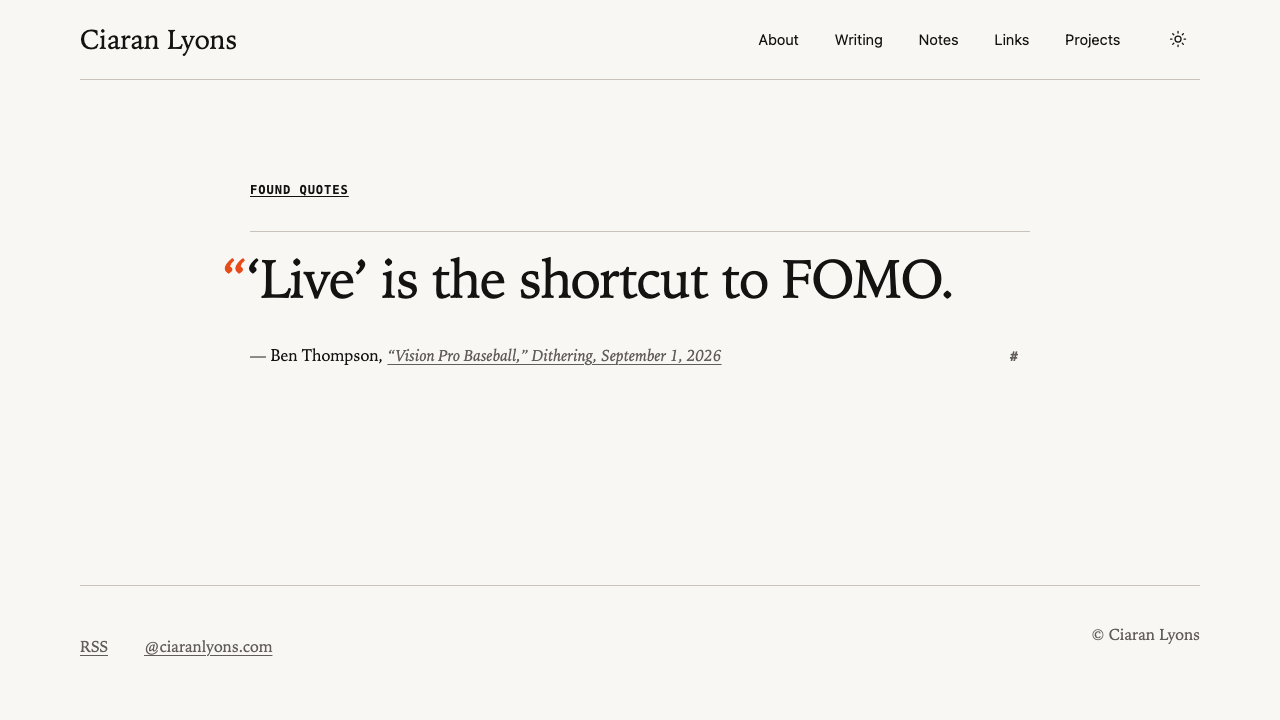 Ciaran Lyons
About Writing Notes Links Projects
FOUND QUOTES
“‘Live’ is the shortcut to FOMO.
— Ben Thompson, “Vision Pro Baseball,” Dithering, September 1, 2026 #
© Ciaran Lyons
RSS @ciaranlyons.com